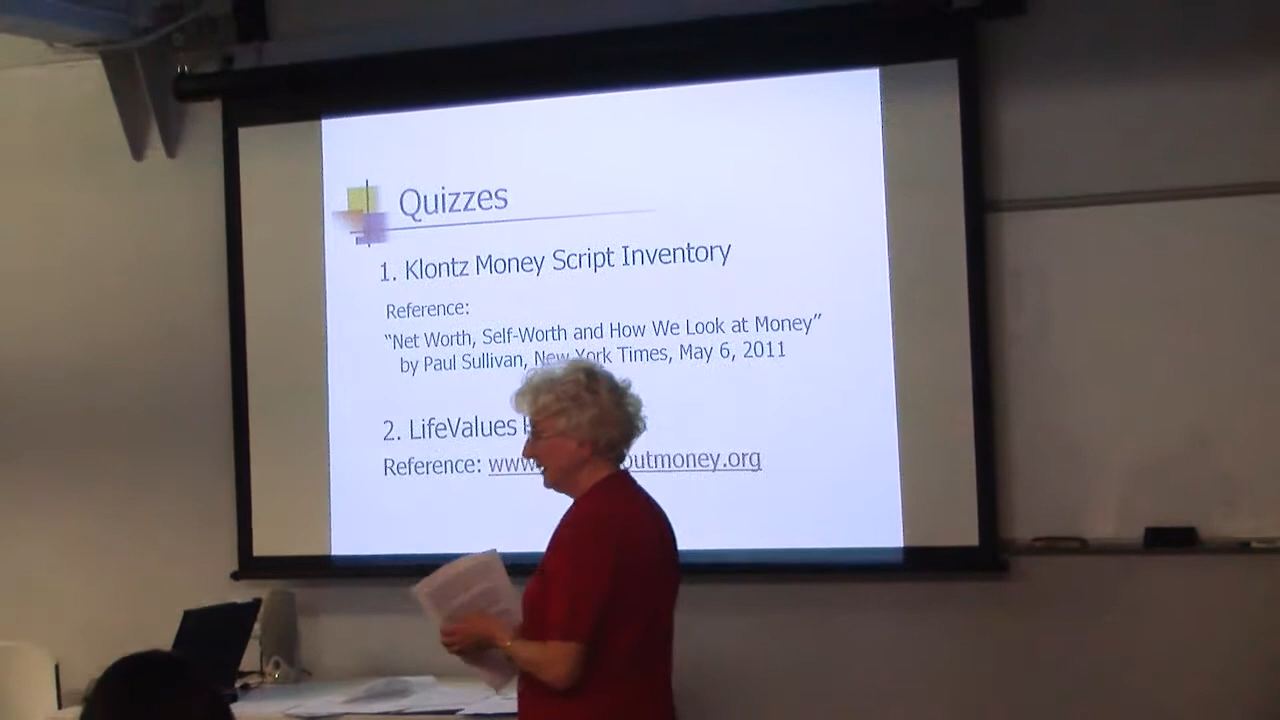 Quizzes
1. Klontz Money Script Inventory
Reference:
“Net Worth, Self-Worth and How We Look at Money”
by Paul Sullivan, New York Times, May 6, 2011
2. LifeValues
Reference: www outmoney.org